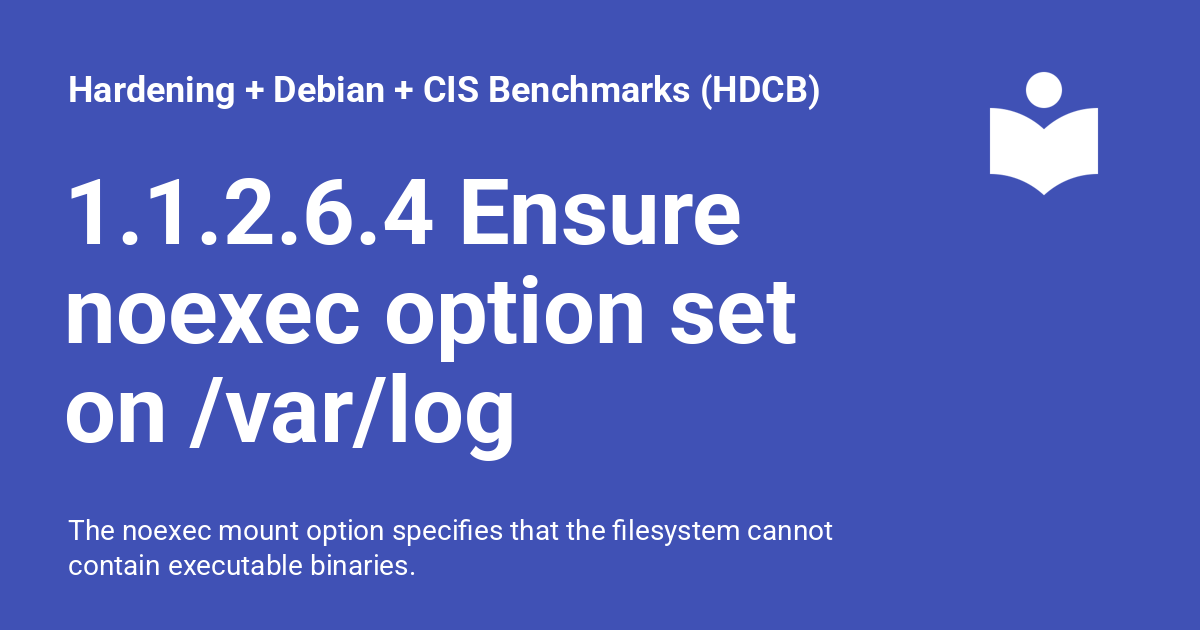 Hardening + Debian + CIS Benchmarks (HDCB)
1.1.2.6.4 Ensure
noexec option set
on /var/log
The noexec mount option specifies that the filesystem cannot
contain executable binaries.